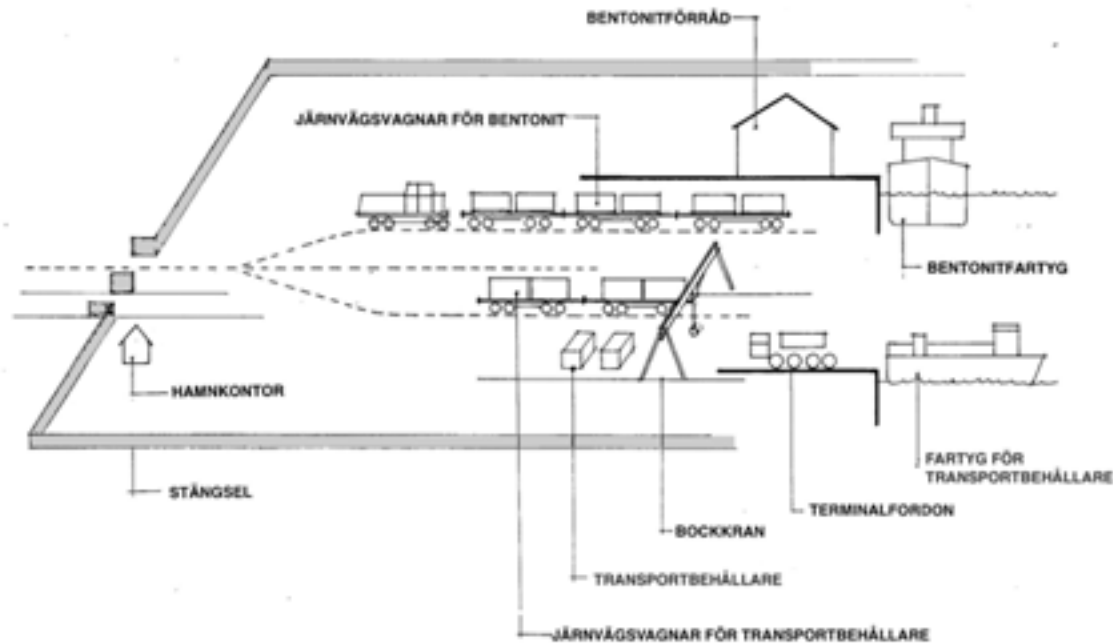 BENTONITFÖRRÅD
JÄRNVÄGSVAGNAR FÖR BENTONIT
BENTONITFARTYG
HAMNKONTOR
FARTYG FÖR
TRANSPORTBEHÅLLARE
STÄNGSEL
TERMINALFORDON
BOCKKRAN
TRANSPORTBEHÅLLARE
JÄRNVÄGSVAGNAR FÖR TRANSPORTBEHÅLLARE